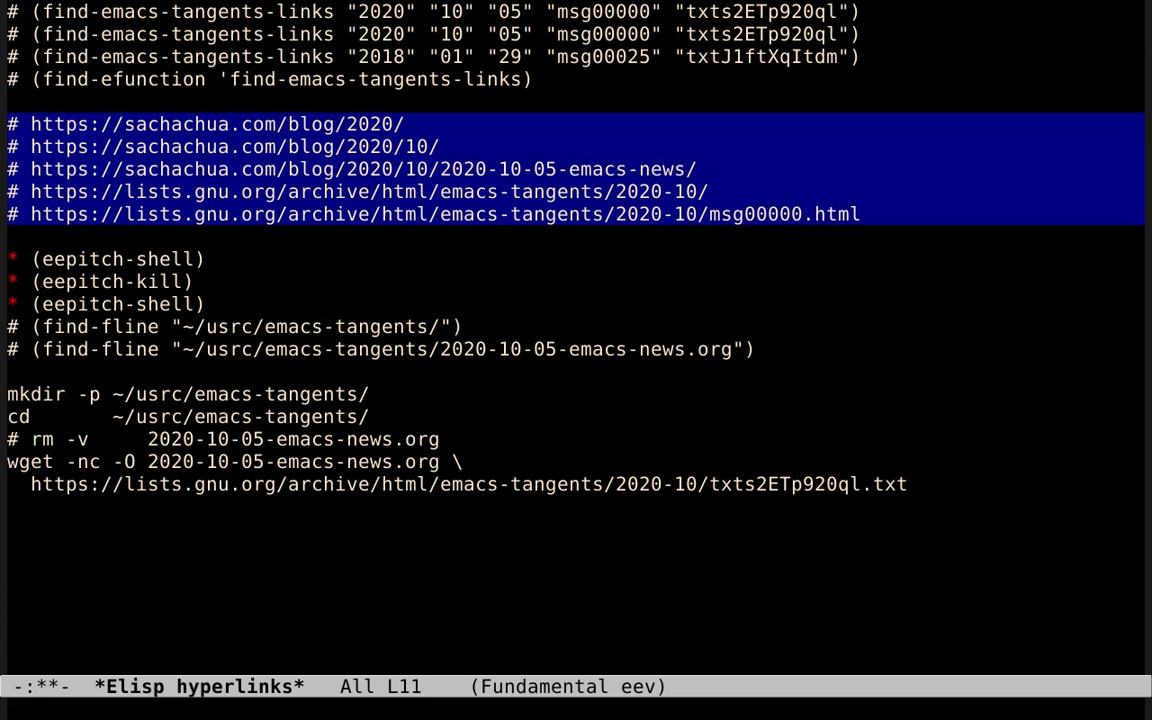 # (find-emacs-tangents-links "2020" "10" "05" "msg00000" "txts2ETp920ql")
# (find-emacs-tangents-links "2020" "10" "05" "msg00000" "txts2ETp920ql")
# (find-emacs-tangents-links "2018" "01" "29" "msg00025" "txtJ1ftXqItdm")
# (find-efunction 'find-emacs-tangents-links)
# https://sachachua.com/blog/2020/
# https://sachachua.com/blog/2020/10/
# https://sachachua.com/blog/2020/10/2020-10-05-emacs-news/
# https://lists.gnu.org/archive/html/emacs-tangents/2020-10/
# https://lists.gnu.org/archive/html/emacs-tangents/2020-10/msg00000.html
* (eepitch-shell)
* (eepitch-kill)
* (eepitch-shell)
# (find-fline "~/usrc/emacs-tangents/")
# (find-fline "~/usrc/emacs-tangents/2020-10-05-emacs-news.org")
mkdir -p ~/usrc/emacs-tangents/
cd       ~/usrc/emacs-tangents/
# rm -v     2020-10-05-emacs-news.org
wget -nc -O 2020-10-05-emacs-news.org \
  https://lists.gnu.org/archive/html/emacs-tangents/2020-10/txts2ETp920ql.txt
-:**-  *Elisp hyperlinks*   All L11    (Fundamental eev)